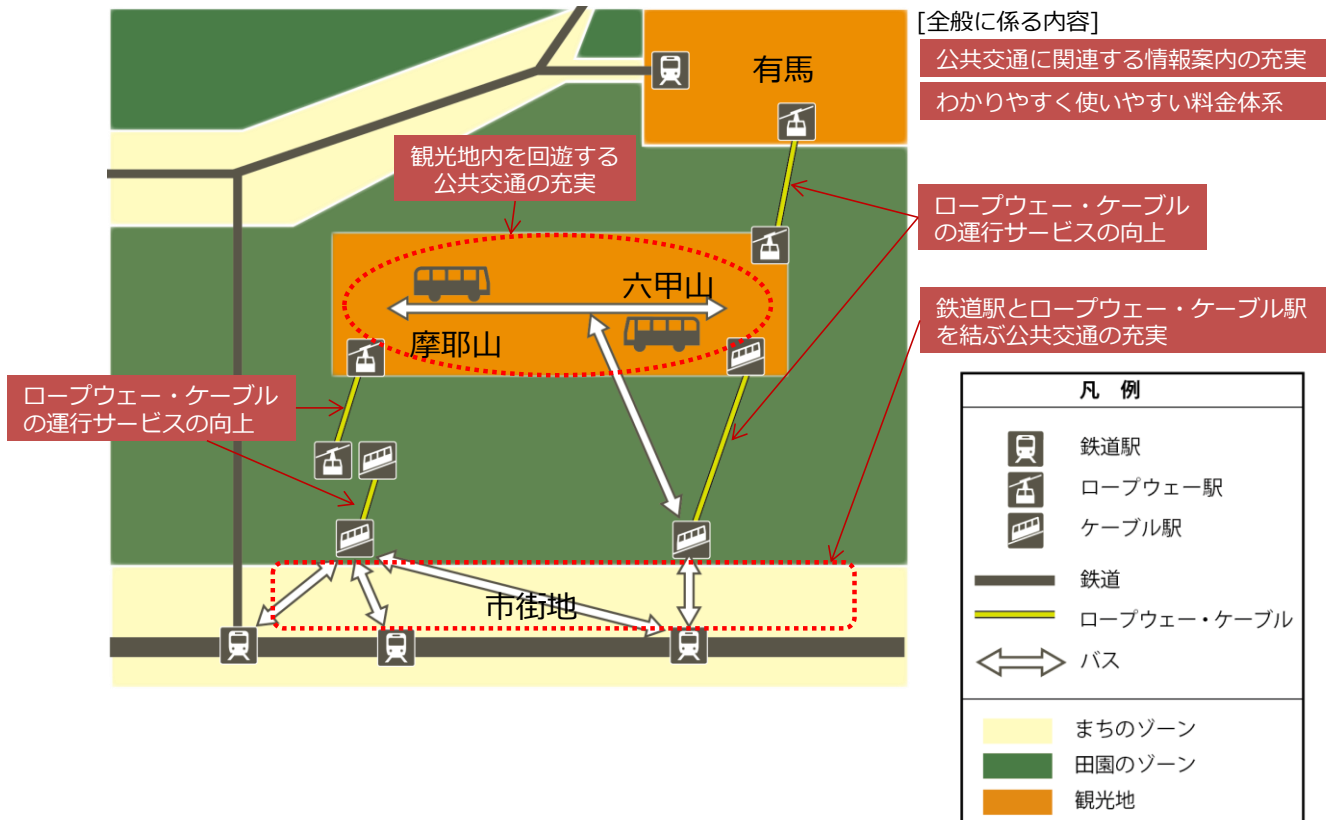 [全般に係る内容]
公共交通に関連する情報案内の充実
わかりやすく使いやすい料金体系
有馬
観光地内を回遊する
公共交通の充実
ロープウェー・ケーブル
の運行サービスの向上
六甲山
摩耶山
鉄道駅とロープウェー・ケーブル駅
を結ぶ公共交通の充実
ロープウェー・ケーブル
の運行サービスの向上
市街地
凡 例
鉄道駅
ロープウェー駅
ケーブル駅
鉄道
ロープウェー・ケーブル
バス
まちのゾーン
田園のゾーン
観光地